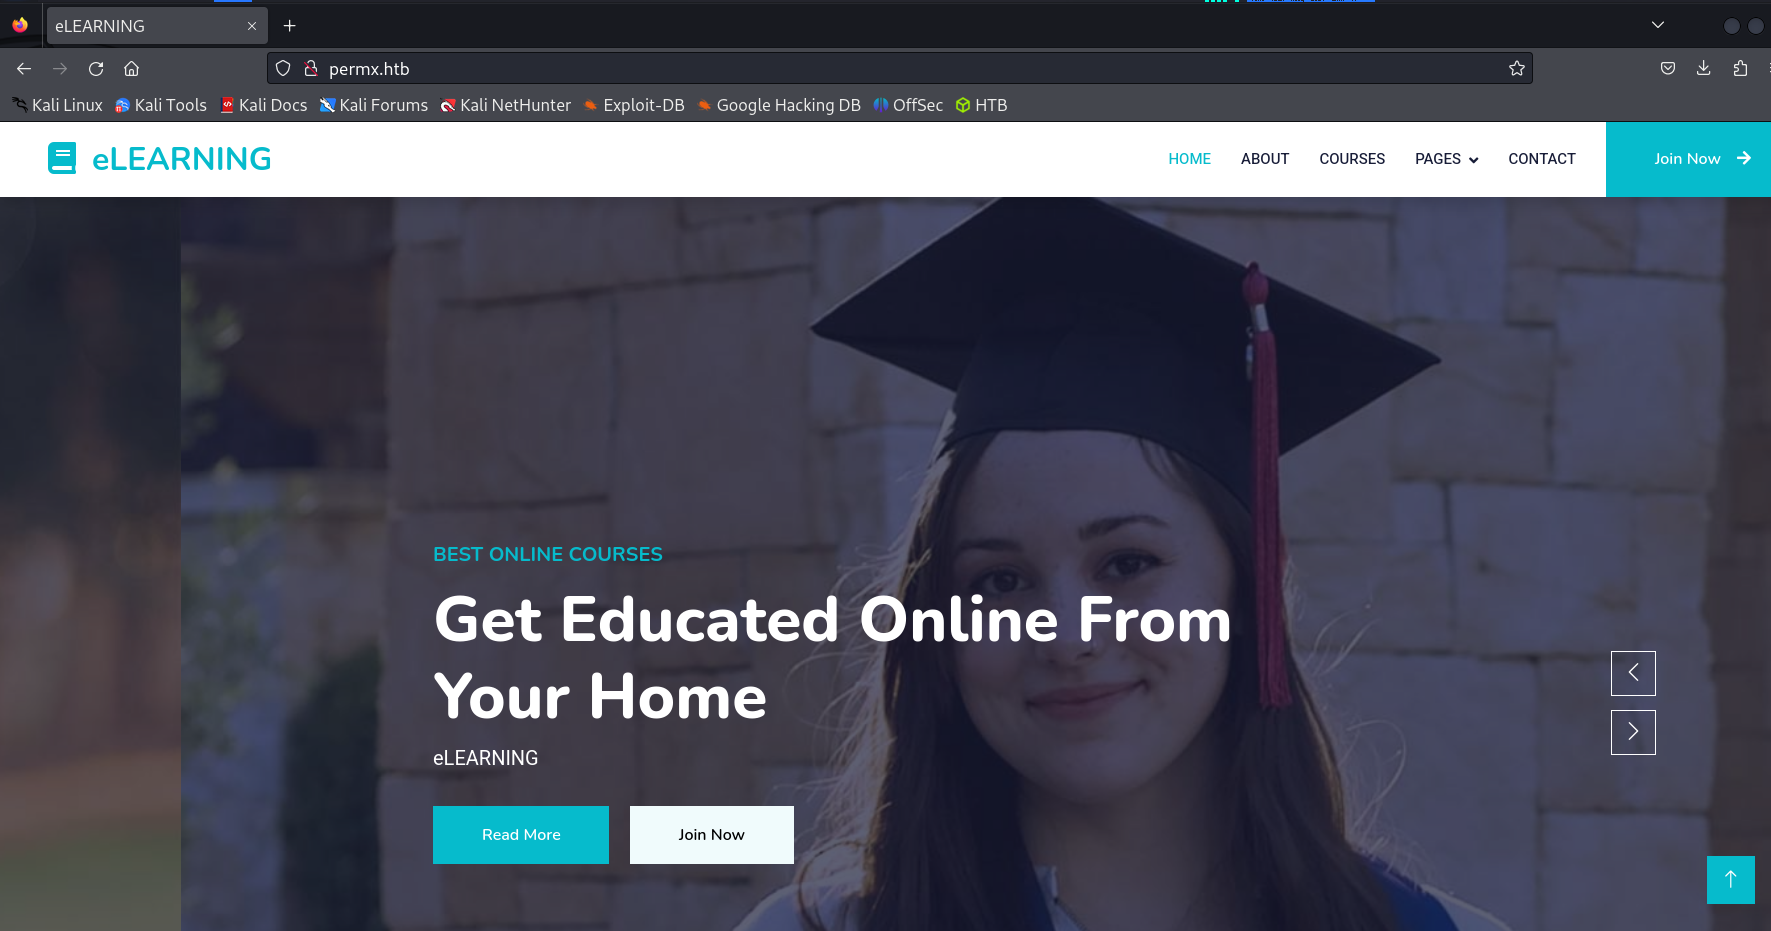 eLEARNING
permx.htb
Kali Linux Kali Tools Kali Docs Kali Forums Kali NetHunter Exploit-DB Google Hacking DB OffSec HTB
eLEARNING HOME ABOUT COURSES PAGES CONTACT Join Now
BEST ONLINE COURSES
Get Educated Online From
Your Home
eLEARNING
Read More Join Now